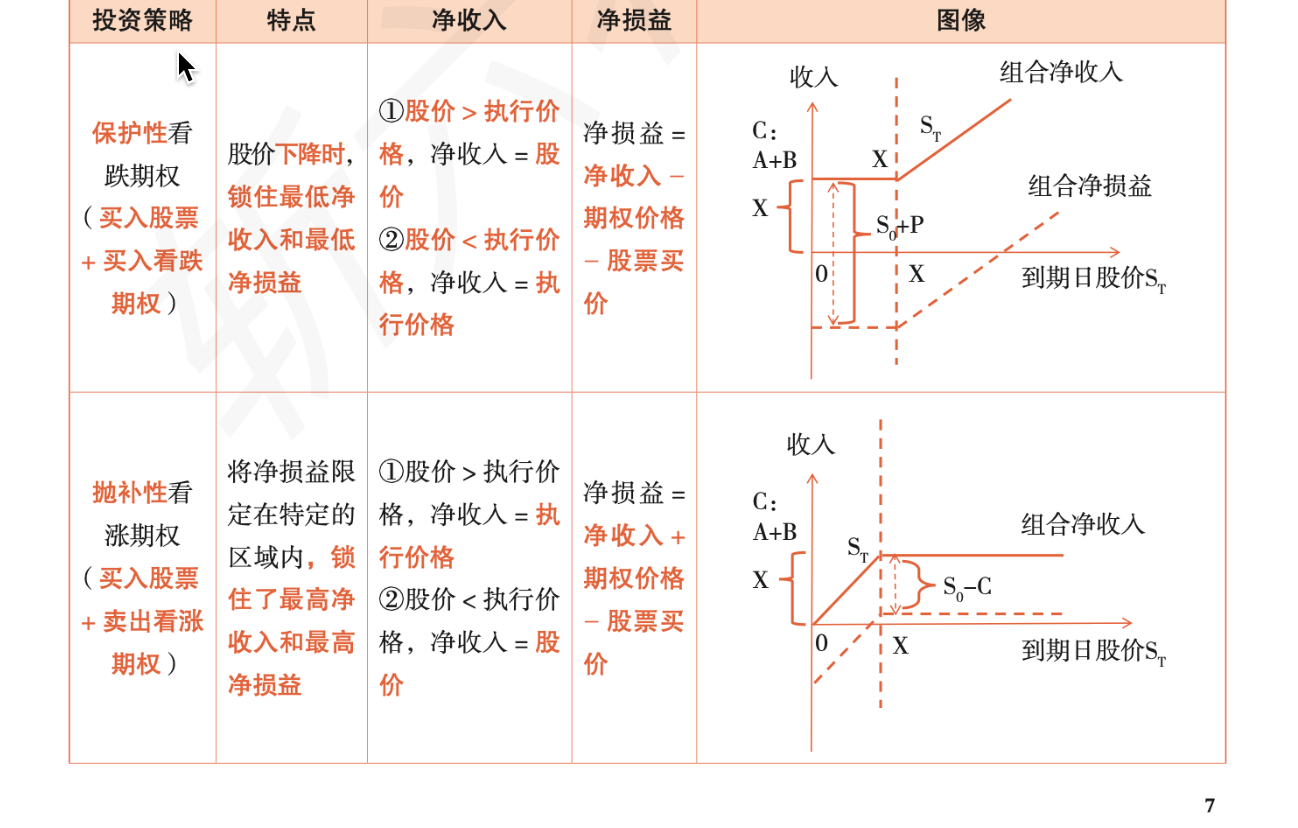 投资策略
特点
净收入
净损益
图像
保护性看
跌期权
（买入股票
+ 买入看跌
期权）
股价下降时，
锁住最低净
收入和最低
净损益
①股价 > 执行价
格，净收入 = 股
价
②股价 < 执行价
格，净收入 = 执
行价格
净损益 =
净收入 −
期权价格
− 股票买
价
收入
组合净收入
C：
A+B
X
S_T
X
组合净损益
S_0+P
0
X
到期日股价S_T
抛补性看
涨期权
（买入股票
+ 卖出看涨
期权）
将净损益限
定在特定的
区域内，锁
住了最高净
收入和最高
净损益
①股价 > 执行价
格，净收入 = 执
行价格
②股价 < 执行价
格，净收入 = 股
价
净损益 =
净收入 +
期权价格
− 股票买
价
收入
C：
A+B
组合净收入
S_T
X
S_0−C
0
X
到期日股价S_T
7